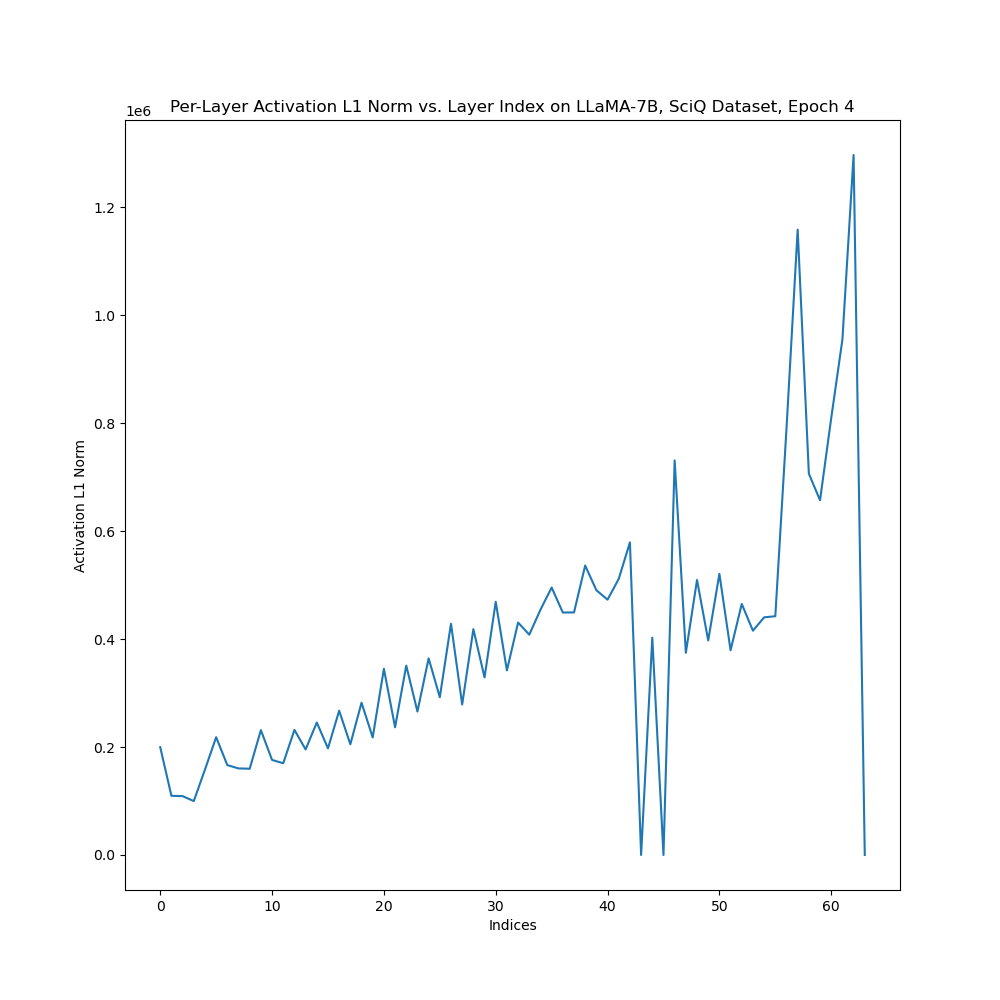 Per-Layer Activation L1 Norm vs. Layer Index on LLaMA-7B, SciQ Dataset, Epoch 4
1e6
1.2
1.0
0.8
0.6
0.4
0.2
0.0
Activation L1 Norm
0 10 20 30 40 50 60
Indices